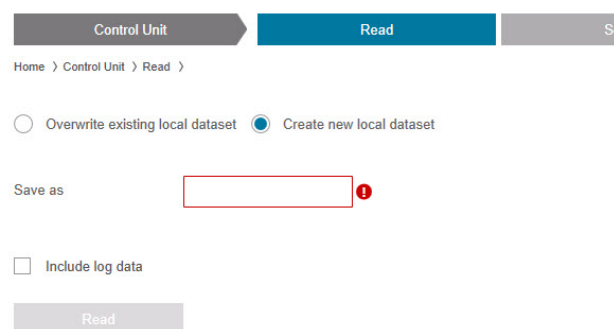 Control Unit Read
Home > Control Unit > Read >
Overwrite existing local dataset Create new local dataset
Save as
Include log data
Read